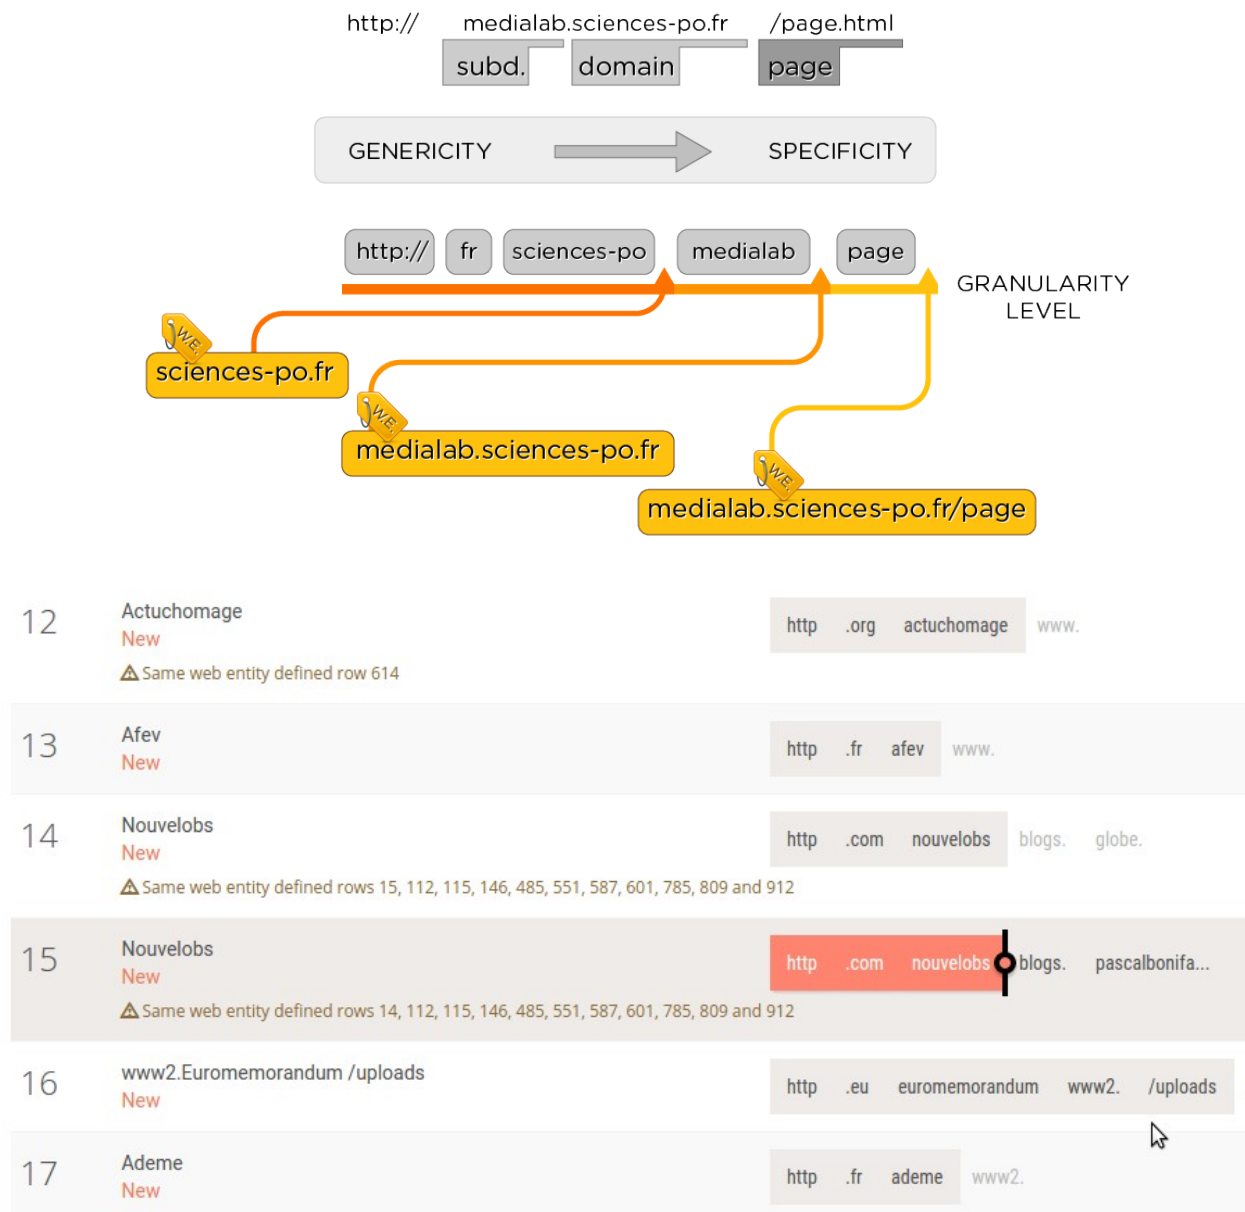 http:// medialab.sciences-po.fr /page.html
subd. domain page
GENERICITY SPECIFICITY
http:// fr sciences-po medialab page
GRANULARITY
LEVEL
W.E.
sciences-po.fr
W.E.
medialab.sciences-po.fr
W.E.
medialab.sciences-po.fr/page
12 Actuchomage http .org actuchomage www.
New
Same web entity defined row 614
13 Afev http .fr afev www.
New
14 Nouvelobs http .com nouvelobs blogs. globe.
New
Same web entity defined rows 15, 112, 115, 146, 485, 551, 587, 601, 785, 809 and 912
15 Nouvelobs http .com nouvelobs blogs. pascalbonifa...
New
Same web entity defined rows 14, 112, 115, 146, 485, 551, 587, 601, 785, 809 and 912
16 www2.Euromemorandum /uploads http .eu euromemorandum www2. /uploads
New
17 Ademe http .fr ademe www2.
New